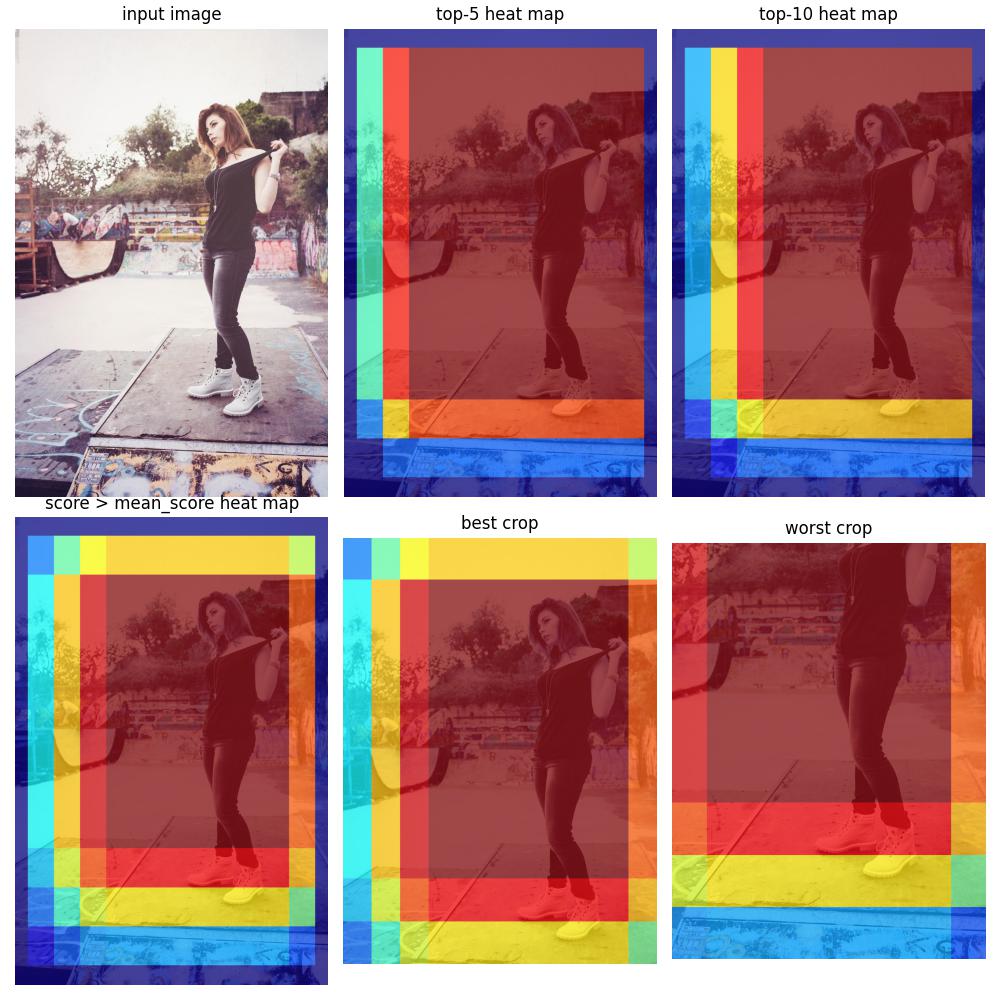 input image
top-5 heat map
top-10 heat map
score > mean_score heat map
best crop
worst crop